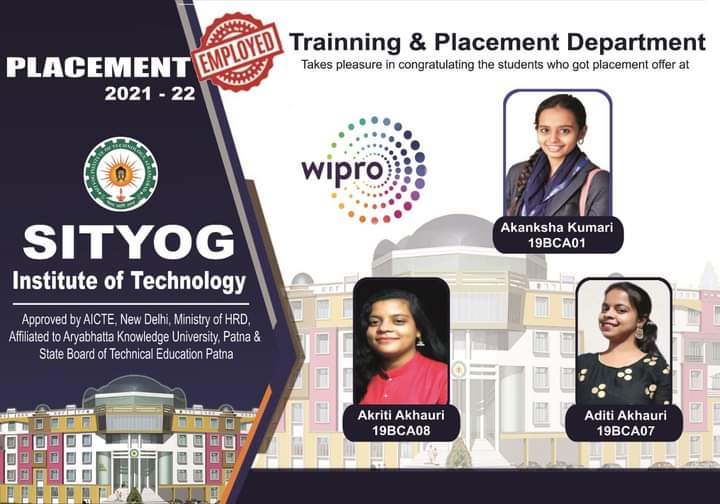 PLACEMENT
2021 - 22
EMPLOYED
Trainning & Placement Department
Takes pleasure in congratulating the students who got placement offer at
wipro
SITYOG
Institute of Technology
Approved by AICTE, New Delhi, Ministry of HRD,
Affiliated to Aryabhatta Knowledge University, Patna &
State Board of Technical Education Patna
Akanksha Kumari
19BCA01
Akriti Akhauri
19BCA08
Aditi Akhauri
19BCA07